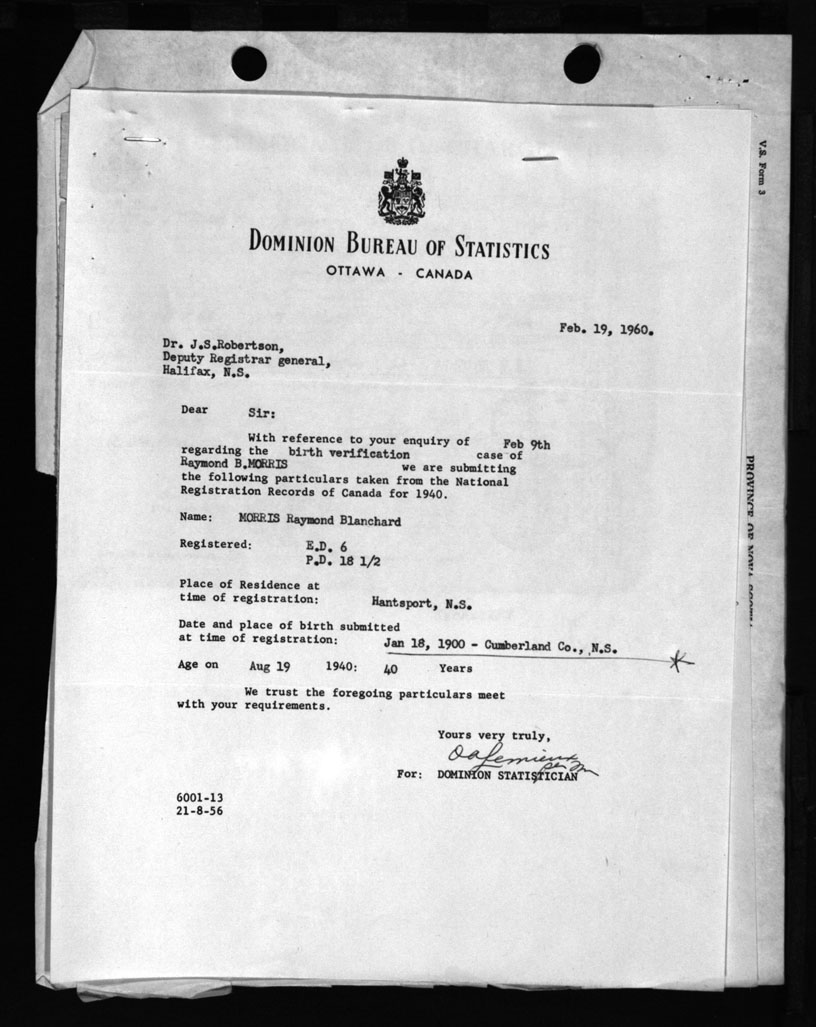 V.S. Form 3
DOMINION BUREAU OF STATISTICS
OTTAWA - CANADA
Feb. 19, 1960.
Dr. J.S.Robertson,
Deputy Registrar general,
Halifax, N.S.
Dear Sir:
With reference to your enquiry of Feb 9th
regarding the birth verification case of
Raymond B.MORRIS we are submitting
the following particulars taken from the National
Registration Records of Canada for 1940.
Name: MORRIS Raymond Blanchard
Registered: E.D. 6
P.D. 18 1/2
Place of Residence at
time of registration: Hantsport, N.S.
Date and place of birth submitted
at time of registration: Jan 18, 1900 - Cumberland Co., N.S.
Age on Aug 19 1940: 40 Years
We trust the foregoing particulars meet
with your requirements.
Yours very truly,
For: DOMINION STATISTICIAN
6001-13
21-8-56
PROVINCE OF NOVA SCOTIA